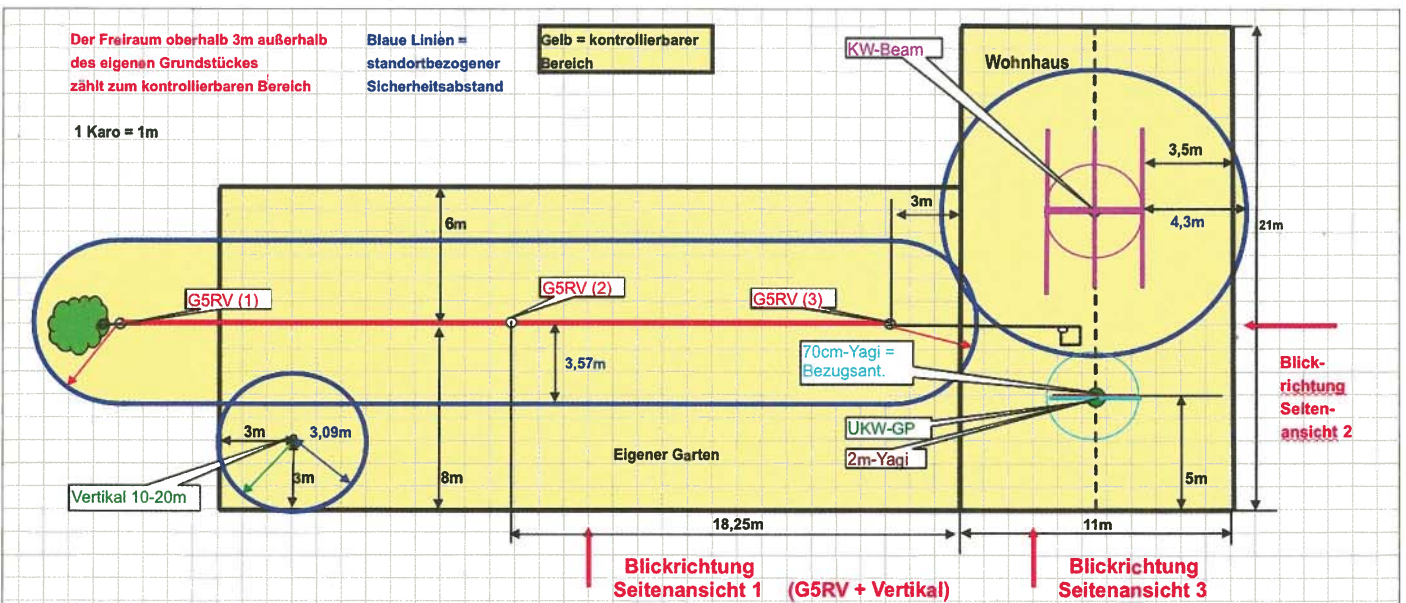 Der Freiraum oberhalb 3m außerhalb
des eigenen Grundstückes
zählt zum kontrollierbaren Bereich
Blaue Linien =
standortbezogener
Sicherheitsabstand
Gelb = kontrollierbarer
Bereich
1 Karo = 1m
KW-Beam
Wohnhaus
3,5m
4,3m
21m
3m
6m
G5RV (1)
G5RV (2)
G5RV (3)
3,57m
70cm-Yagi =
Bezugsant.
Blick-
richtung
Seiten-
ansicht 2
UKW-GP
2m-Yagi
3m
3,09m
3m
Vertikal 10-20m
8m
Eigener Garten
5m
18,25m
11m
Blickrichtung
Seitenansicht 1 (G5RV + Vertikal)
Blickrichtung
Seitenansicht 3